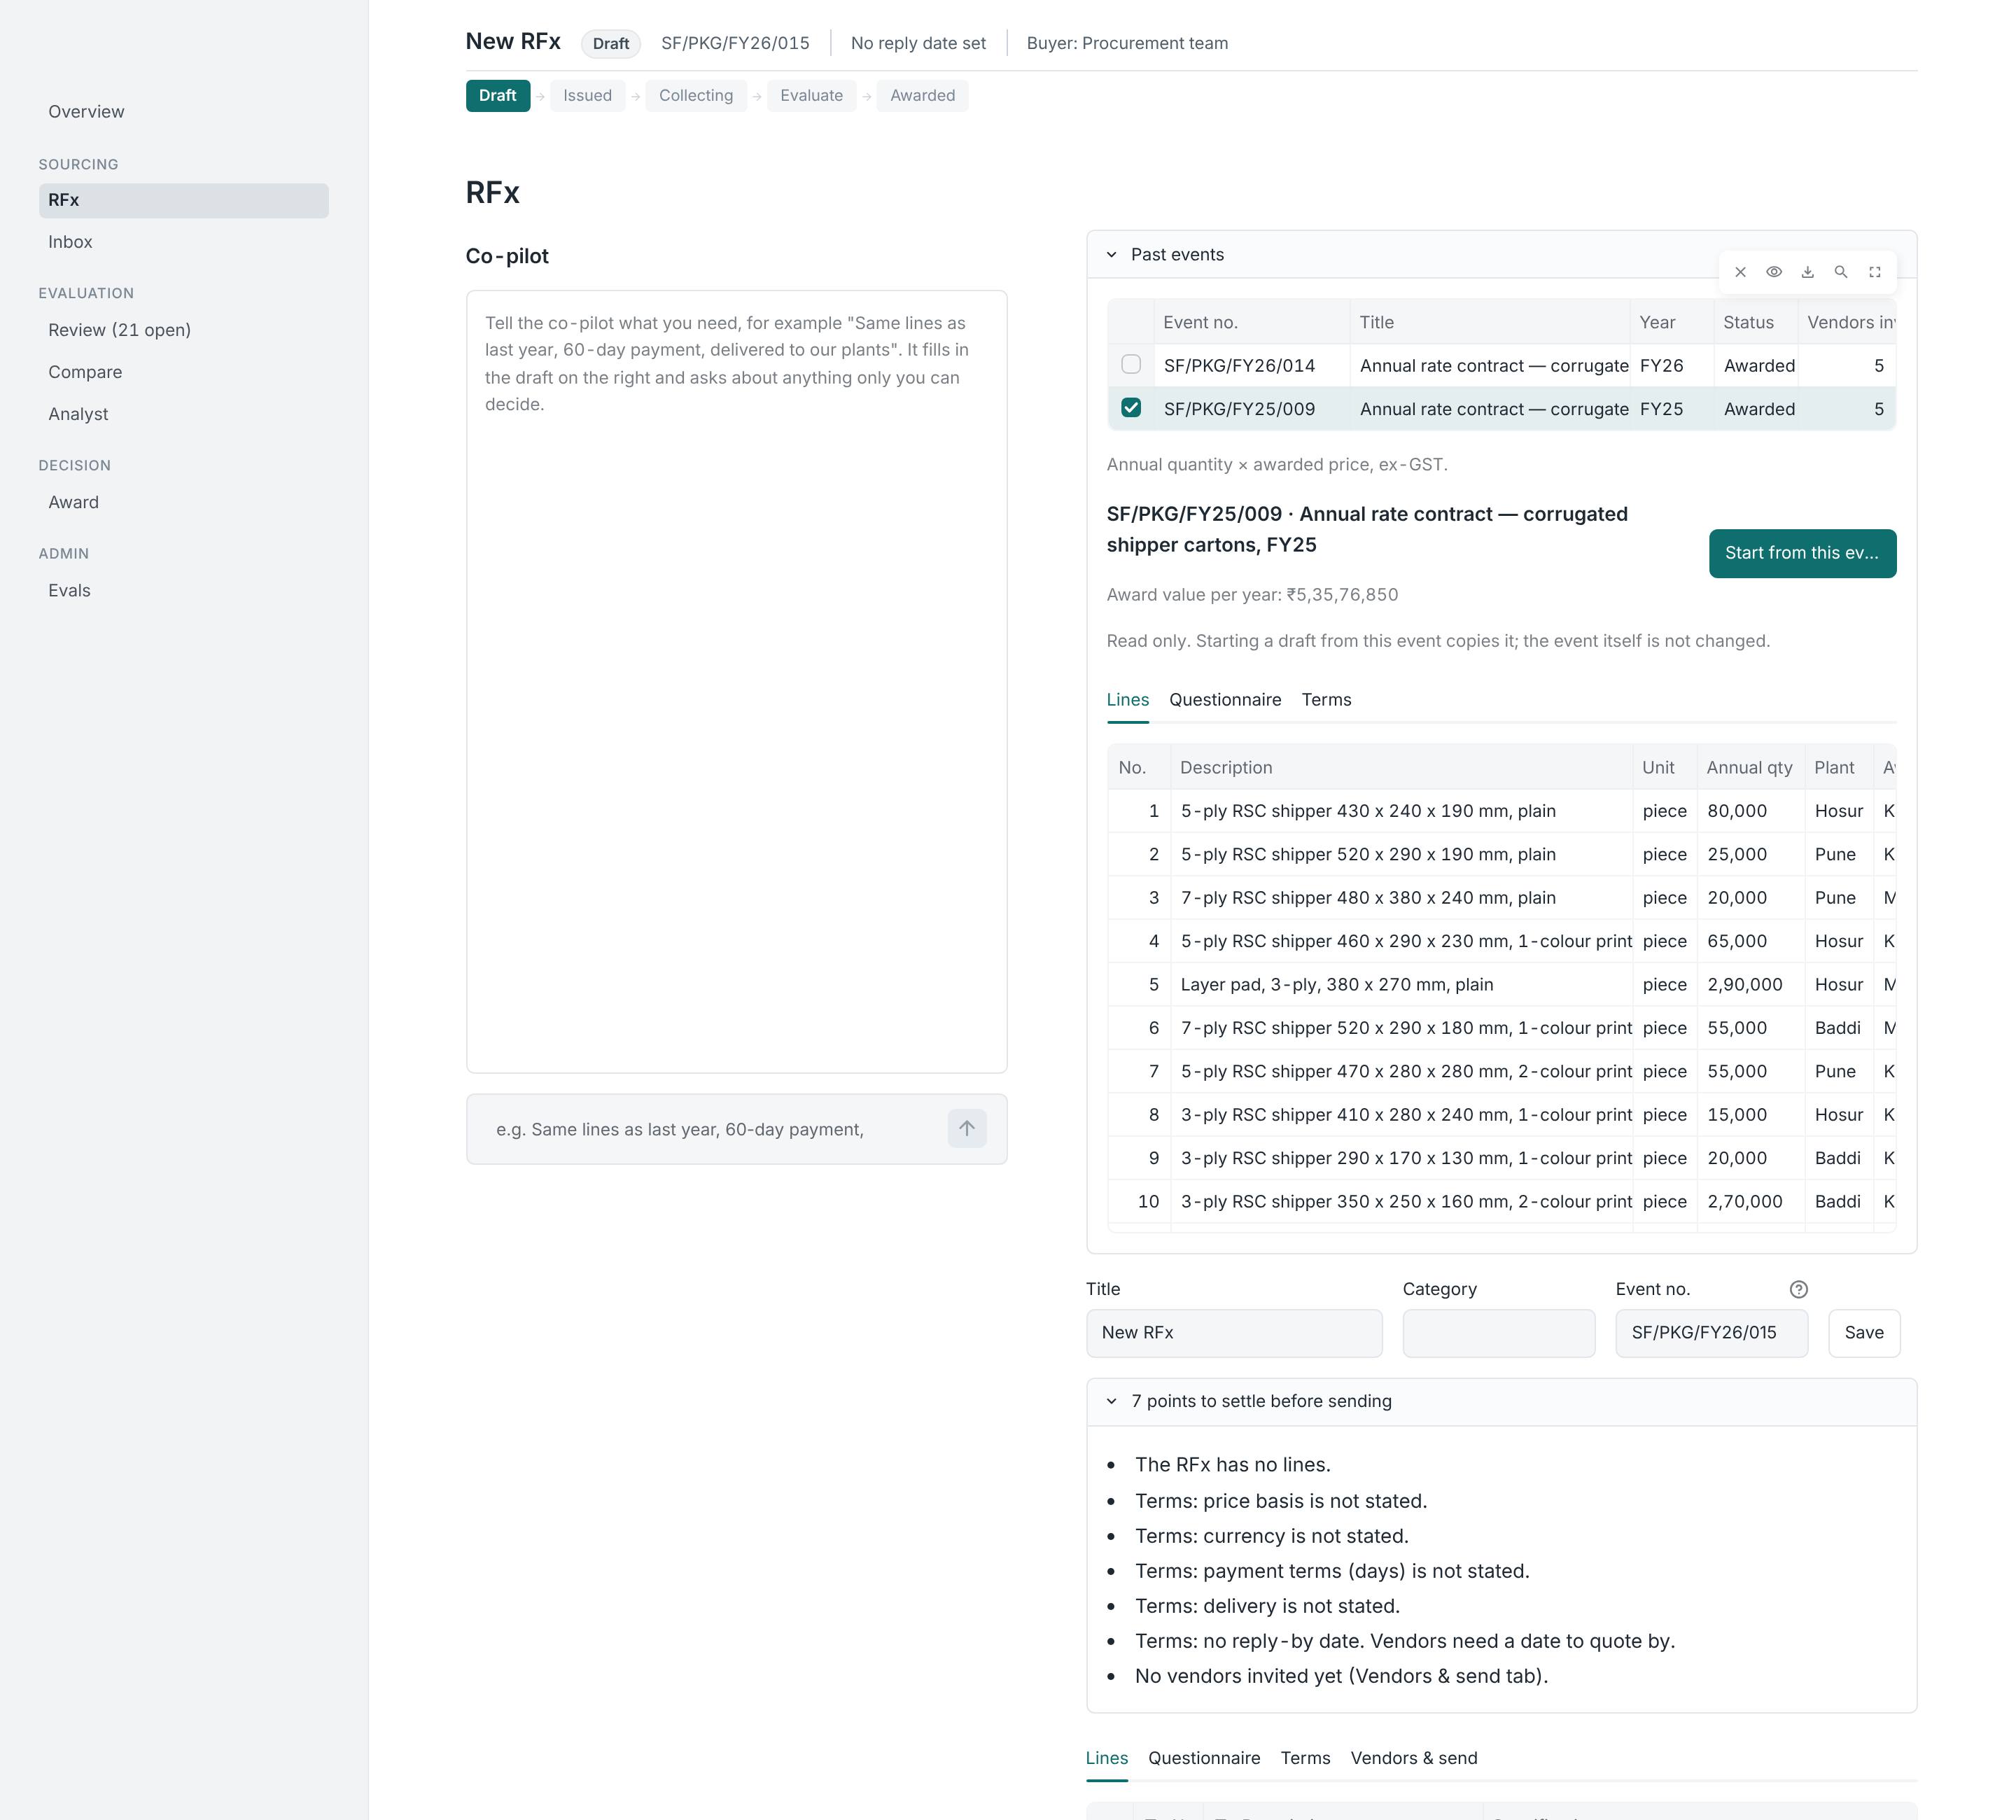 New RFx Draft SF/PKG/FY26/015 No reply date set Buyer: Procurement team
Draft → Issued → Collecting → Evaluate → Awarded
Overview
SOURCING
RFx
Inbox
EVALUATION
Review (21 open)
Compare
Analyst
DECISION
Award
ADMIN
Evals
RFx
Co-pilot
Tell the co-pilot what you need, for example "Same lines as
last year, 60-day payment, delivered to our plants". It fills in
the draft on the right and asks about anything only you can
decide.
e.g. Same lines as last year, 60-day payment,
Past events
Event no. Title Year Status Vendors
SF/PKG/FY26/014 Annual rate contract — corrugate FY26 Awarded 5
SF/PKG/FY25/009 Annual rate contract — corrugate FY25 Awarded 5
Annual quantity × awarded price, ex-GST.
SF/PKG/FY25/009 · Annual rate contract — corrugated
shipper cartons, FY25
Start from this ev...
Award value per year: ₹5,35,76,850
Read only. Starting a draft from this event copies it; the event itself is not changed.
Lines Questionnaire Terms
No. Description Unit Annual qty Plant
1 5-ply RSC shipper 430 x 240 x 190 mm, plain piece 80,000 Hosur K
2 5-ply RSC shipper 520 x 290 x 190 mm, plain piece 25,000 Pune K
3 7-ply RSC shipper 480 x 380 x 240 mm, plain piece 20,000 Pune M
4 5-ply RSC shipper 460 x 290 x 230 mm, 1-colour print piece 65,000 Hosur K
5 Layer pad, 3-ply, 380 x 270 mm, plain piece 2,90,000 Hosur M
6 7-ply RSC shipper 520 x 290 x 180 mm, 1-colour print piece 55,000 Baddi M
7 5-ply RSC shipper 470 x 280 x 280 mm, 2-colour print piece 55,000 Pune K
8 3-ply RSC shipper 410 x 280 x 240 mm, 1-colour print piece 15,000 Hosur K
9 3-ply RSC shipper 290 x 170 x 130 mm, 1-colour print piece 20,000 Baddi K
10 3-ply RSC shipper 350 x 250 x 160 mm, 2-colour print piece 2,70,000 Baddi K
Title Category Event no.
New RFx SF/PKG/FY26/015 Save
7 points to settle before sending
• The RFx has no lines.
• Terms: price basis is not stated.
• Terms: currency is not stated.
• Terms: payment terms (days) is not stated.
• Terms: delivery is not stated.
• Terms: no reply-by date. Vendors need a date to quote by.
• No vendors invited yet (Vendors & send tab).
Lines Questionnaire Terms Vendors & send